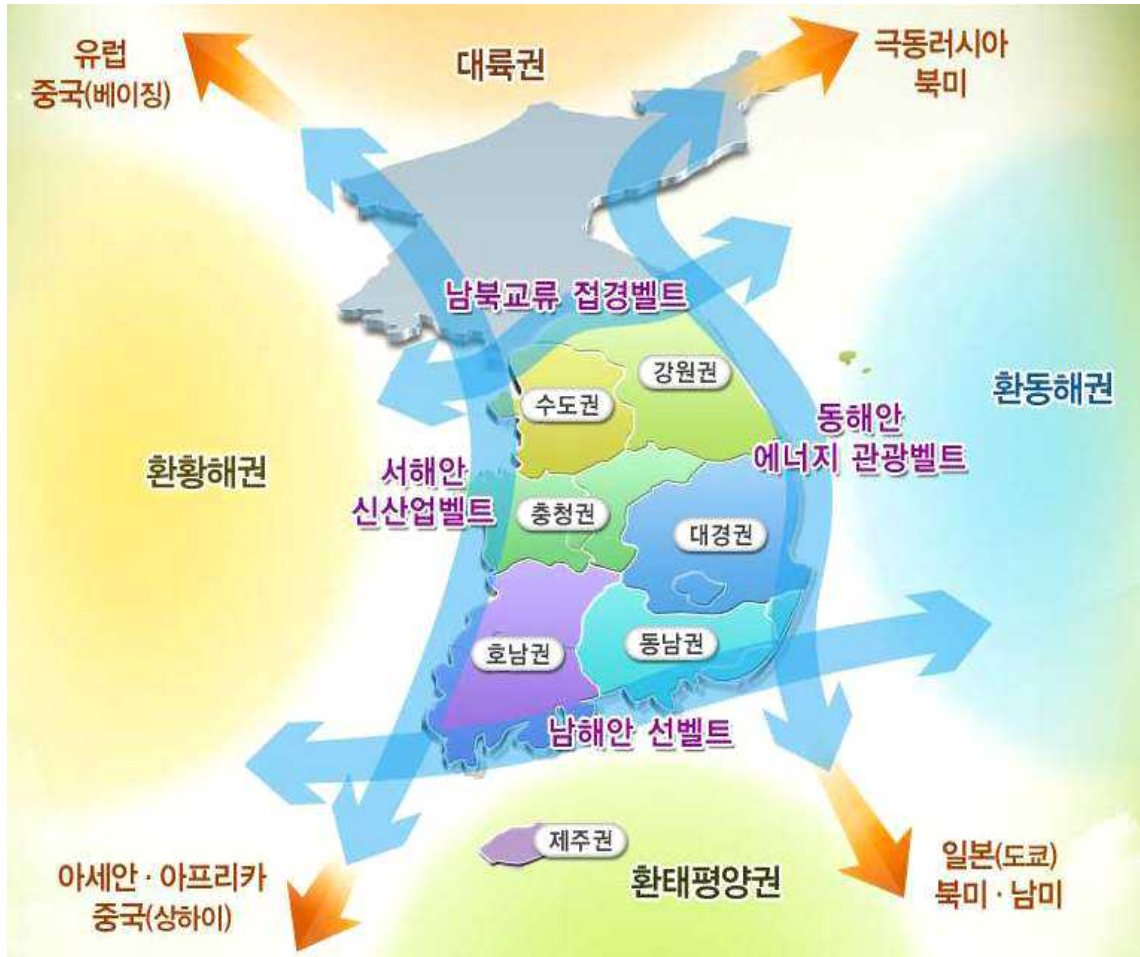 유럽
중국(베이징)
대륙권
극동러시아
북미
남북교류 접경벨트
강원권
수도권
환동해권
동해안
에너지 관광벨트
환황해권
서해안
신산업벨트
충청권
대경권
호남권
동남권
남해안 선벨트
제주권
환태평양권
아세안·아프리카
중국(상하이)
일본(도쿄)
북미·남미